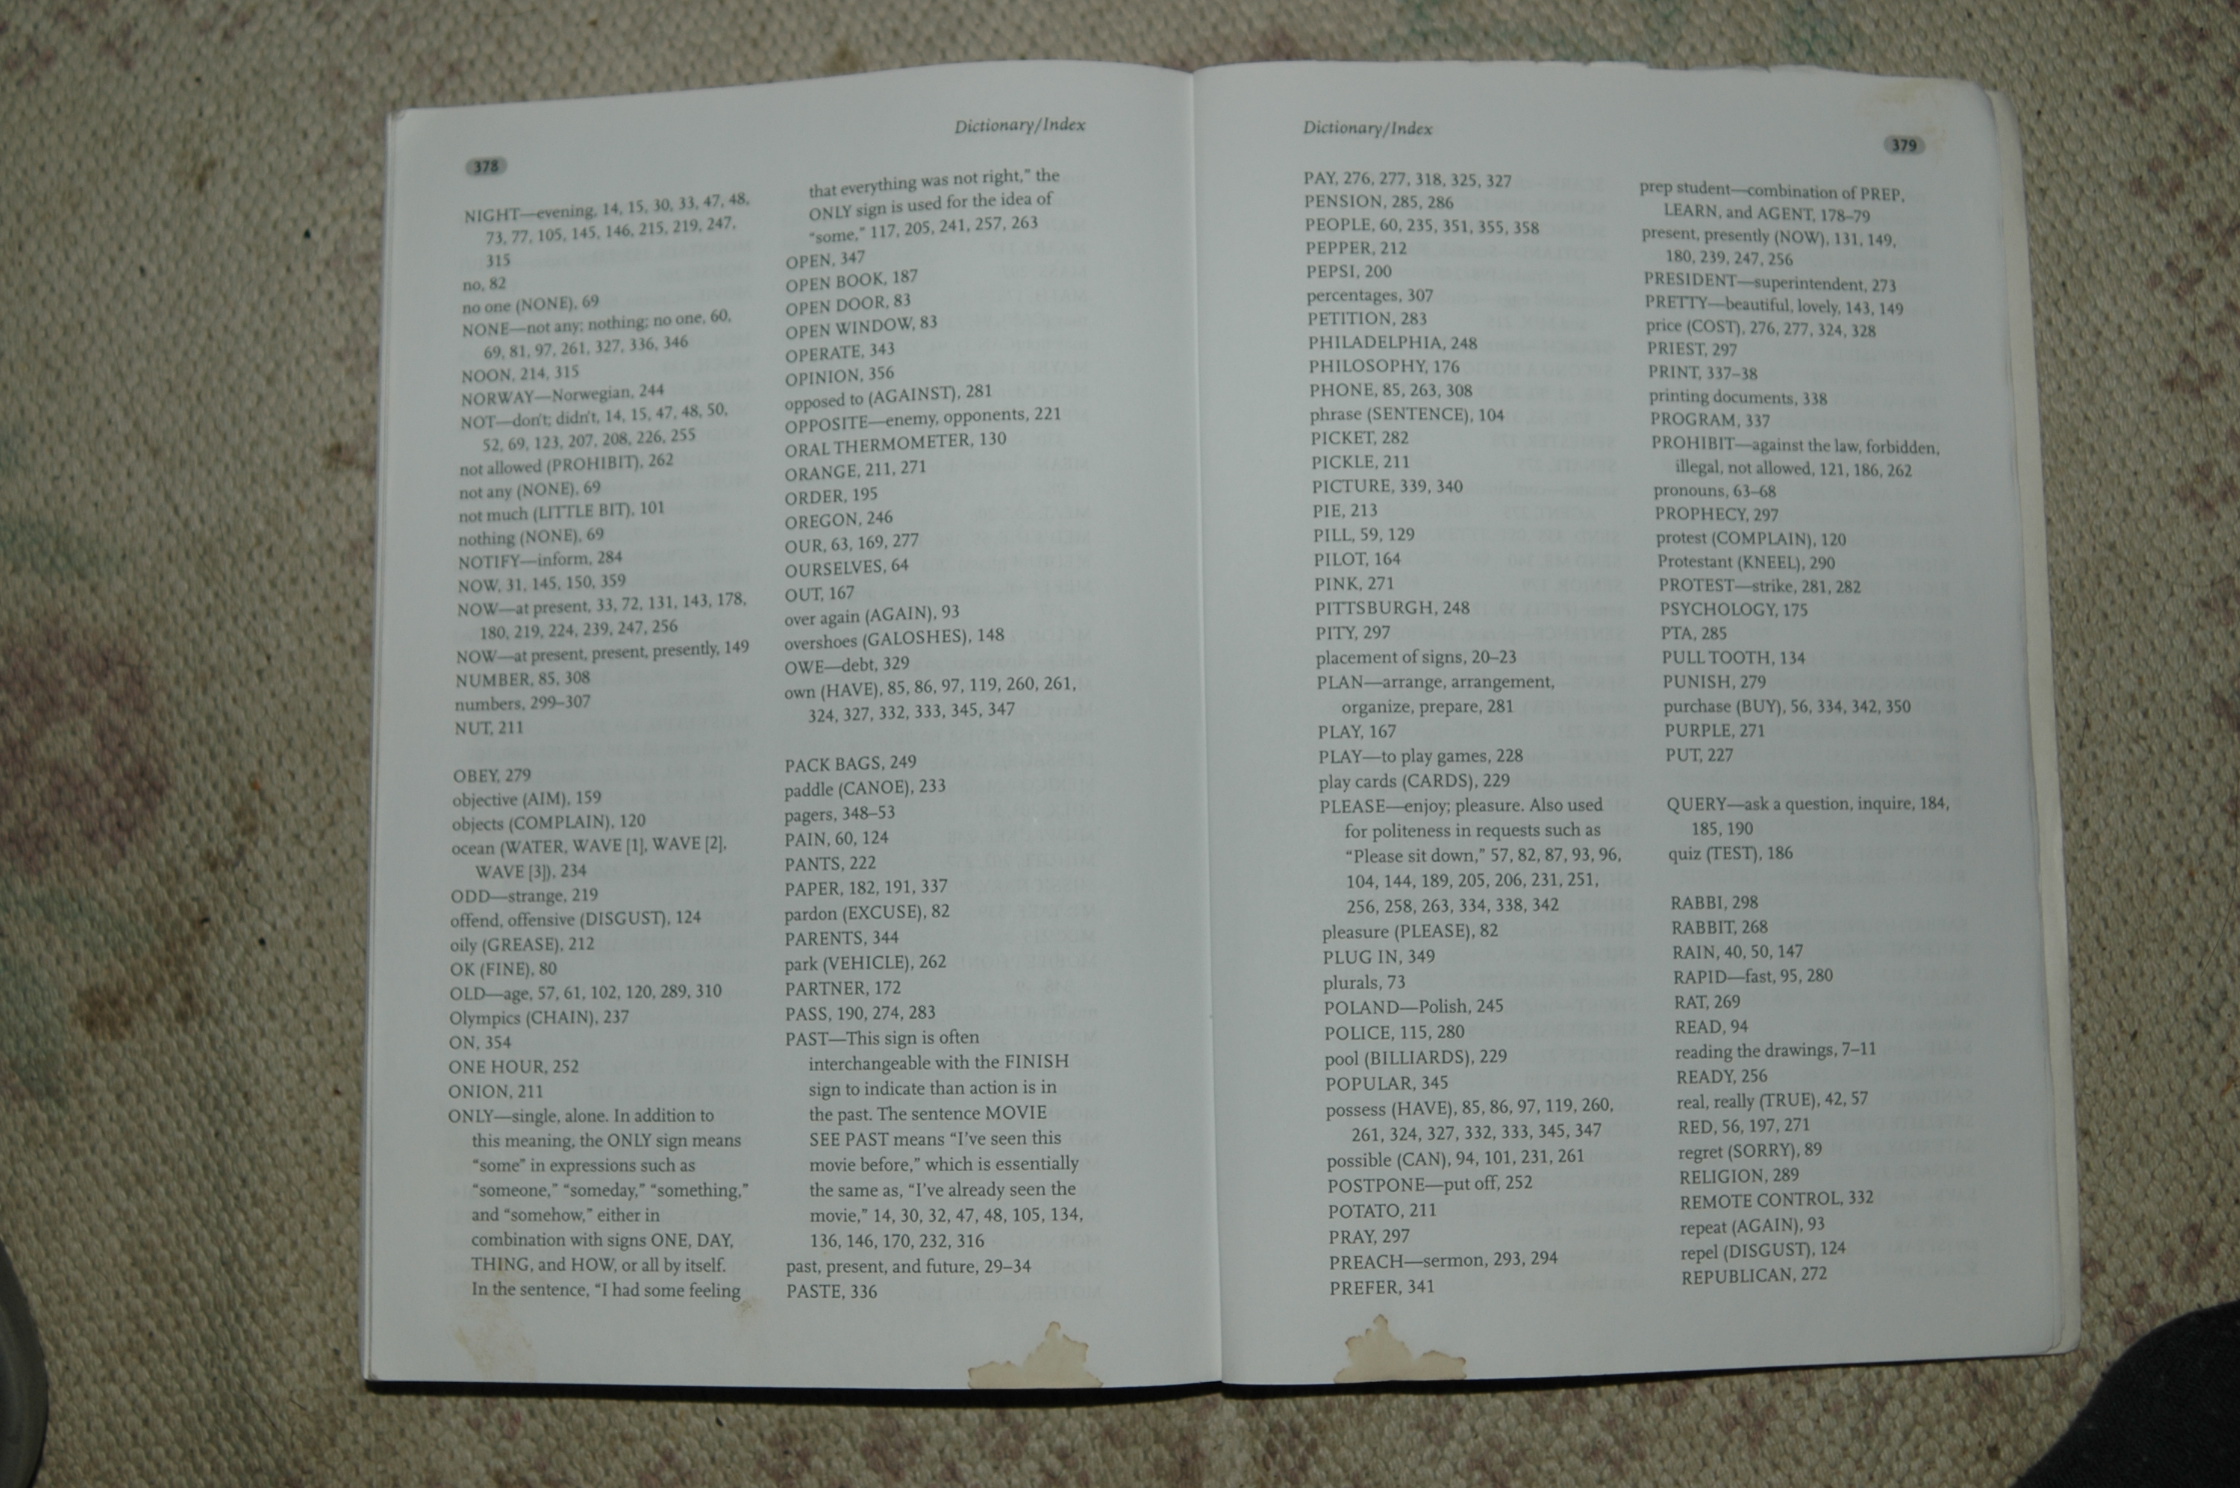 378
Dictionary/Index
NIGHT—evening, 14, 15, 30, 33, 47, 48,
73, 77, 105, 145, 146, 215, 219, 247,
315
no, 82
no one (NONE), 69
NONE—not any; nothing; no one, 60,
69, 81, 97, 261, 327, 336, 346
NOON, 214, 315
NORWAY—Norwegian, 244
NOT—don't; didn't, 14, 15, 47, 48, 50,
52, 69, 123, 207, 208, 226, 255
not allowed (PROHIBIT), 262
not any (NONE), 69
not much (LITTLE BIT), 101
nothing (NONE), 69
NOTIFY—inform, 284
NOW, 31, 145, 150, 359
NOW—at present, 33, 72, 131, 143, 178,
180, 219, 224, 239, 247, 256
NOW—at present, present, presently, 149
NUMBER, 85, 308
numbers, 299–307
NUT, 211
OBEY, 279
objective (AIM), 159
objects (COMPLAIN), 120
ocean (WATER, WAVE [1], WAVE [2],
WAVE [3]), 234
ODD—strange, 219
offend, offensive (DISGUST), 124
oily (GREASE), 212
OK (FINE), 80
OLD—age, 57, 61, 102, 120, 289, 310
Olympics (CHAIN), 237
ON, 354
ONE HOUR, 252
ONION, 211
ONLY—single, alone. In addition to
this meaning, the ONLY sign means
"some" in expressions such as
"someone," "someday," "something,"
and "somehow," either in
combination with signs ONE, DAY,
THING, and HOW, or all by itself.
In the sentence, "I had some feeling
that everything was not right," the
ONLY sign is used for the idea of
"some," 117, 205, 241, 257, 263
OPEN, 347
OPEN BOOK, 187
OPEN DOOR, 83
OPEN WINDOW, 83
OPERATE, 343
OPINION, 356
opposed to (AGAINST), 281
OPPOSITE—enemy, opponents, 221
ORAL THERMOMETER, 130
ORANGE, 211, 271
ORDER, 195
OREGON, 246
OUR, 63, 169, 277
OURSELVES, 64
OUT, 167
over again (AGAIN), 93
overshoes (GALOSHES), 148
OWE—debt, 329
own (HAVE), 85, 86, 97, 119, 260, 261,
324, 327, 332, 333, 345, 347
PACK BAGS, 249
paddle (CANOE), 233
pagers, 348–53
PAIN, 60, 124
PANTS, 222
PAPER, 182, 191, 337
pardon (EXCUSE), 82
PARENTS, 344
park (VEHICLE), 262
PARTNER, 172
PASS, 190, 274, 283
PAST—This sign is often
interchangeable with the FINISH
sign to indicate than action is in
the past. The sentence MOVIE
SEE PAST means "I've seen this
movie before," which is essentially
the same as, "I've already seen the
movie," 14, 30, 32, 47, 48, 105, 134,
136, 146, 170, 232, 316
past, present, and future, 29–34
PASTE, 336
Dictionary/Index
379
PAY, 276, 277, 318, 325, 327
PENSION, 285, 286
PEOPLE, 60, 235, 351, 355, 358
PEPPER, 212
PEPSI, 200
percentages, 307
PETITION, 283
PHILADELPHIA, 248
PHILOSOPHY, 176
PHONE, 85, 263, 308
phrase (SENTENCE), 104
PICKET, 282
PICKLE, 211
PICTURE, 339, 340
PIE, 213
PILL, 59, 129
PILOT, 164
PINK, 271
PITTSBURGH, 248
PITY, 297
placement of signs, 20–23
PLAN—arrange, arrangement,
organize, prepare, 281
PLAY, 167
PLAY—to play games, 228
play cards (CARDS), 229
PLEASE—enjoy; pleasure. Also used
for politeness in requests such as
"Please sit down," 57, 82, 87, 93, 96,
104, 144, 189, 205, 206, 231, 251,
256, 258, 263, 334, 338, 342
pleasure (PLEASE), 82
PLUG IN, 349
plurals, 73
POLAND—Polish, 245
POLICE, 115, 280
pool (BILLIARDS), 229
POPULAR, 345
possess (HAVE), 85, 86, 97, 119, 260,
261, 324, 327, 332, 333, 345, 347
possible (CAN), 94, 101, 231, 261
POSTPONE—put off, 252
POTATO, 211
PRAY, 297
PREACH—sermon, 293, 294
PREFER, 341
prep student—combination of PREP,
LEARN, and AGENT, 178–79
present, presently (NOW), 131, 149,
180, 239, 247, 256
PRESIDENT—superintendent, 273
PRETTY—beautiful, lovely, 143, 149
price (COST), 276, 277, 324, 328
PRIEST, 297
PRINT, 337–38
printing documents, 338
PROGRAM, 337
PROHIBIT—against the law, forbidden,
illegal, not allowed, 121, 186, 262
pronouns, 63–68
PROPHECY, 297
protest (COMPLAIN), 120
Protestant (KNEEL), 290
PROTEST—strike, 281, 282
PSYCHOLOGY, 175
PTA, 285
PULL TOOTH, 134
PUNISH, 279
purchase (BUY), 56, 334, 342, 350
PURPLE, 271
PUT, 227
QUERY—ask a question, inquire, 184,
185, 190
quiz (TEST), 186
RABBI, 298
RABBIT, 268
RAIN, 40, 50, 147
RAPID—fast, 95, 280
RAT, 269
READ, 94
reading the drawings, 7–11
READY, 256
real, really (TRUE), 42, 57
RED, 56, 197, 271
regret (SORRY), 89
RELIGION, 289
REMOTE CONTROL, 332
repeat (AGAIN), 93
repel (DISGUST), 124
REPUBLICAN, 272